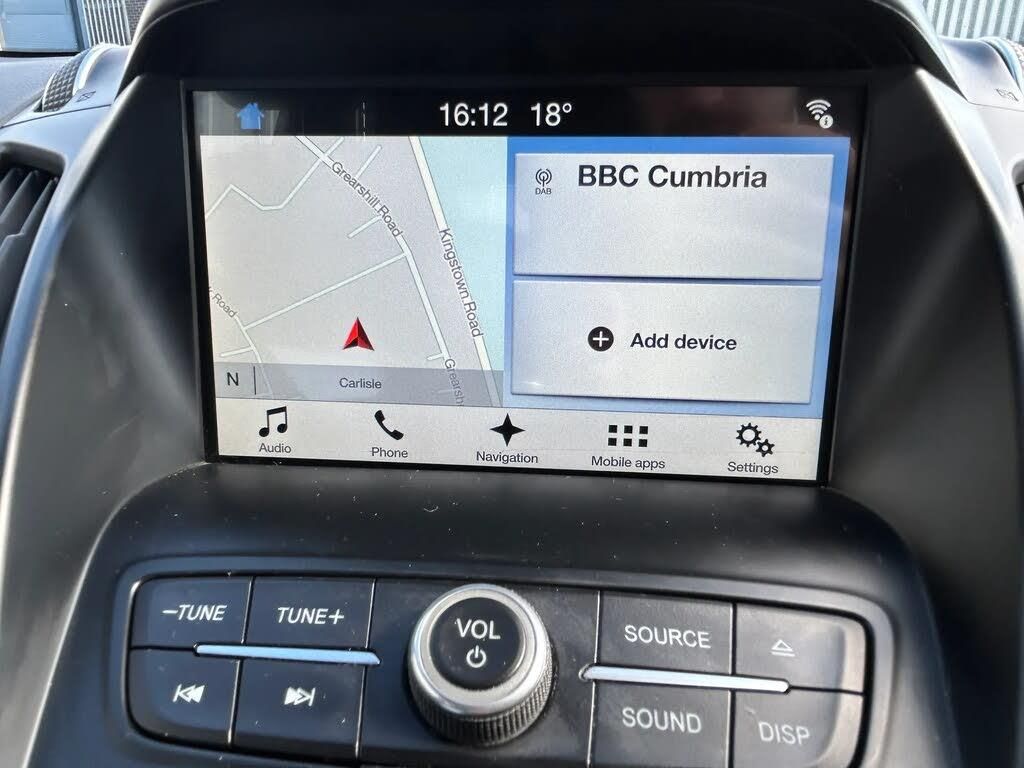 16:12 18°
DAB
BBC Cumbria
Grearshill Road
Kingstown Road
Road
Grearsh
Add device
N
Carlisle
Audio
Phone
Navigation
Mobile apps
Settings
–TUNE
TUNE+
VOL
SOURCE
SOUND
DISP